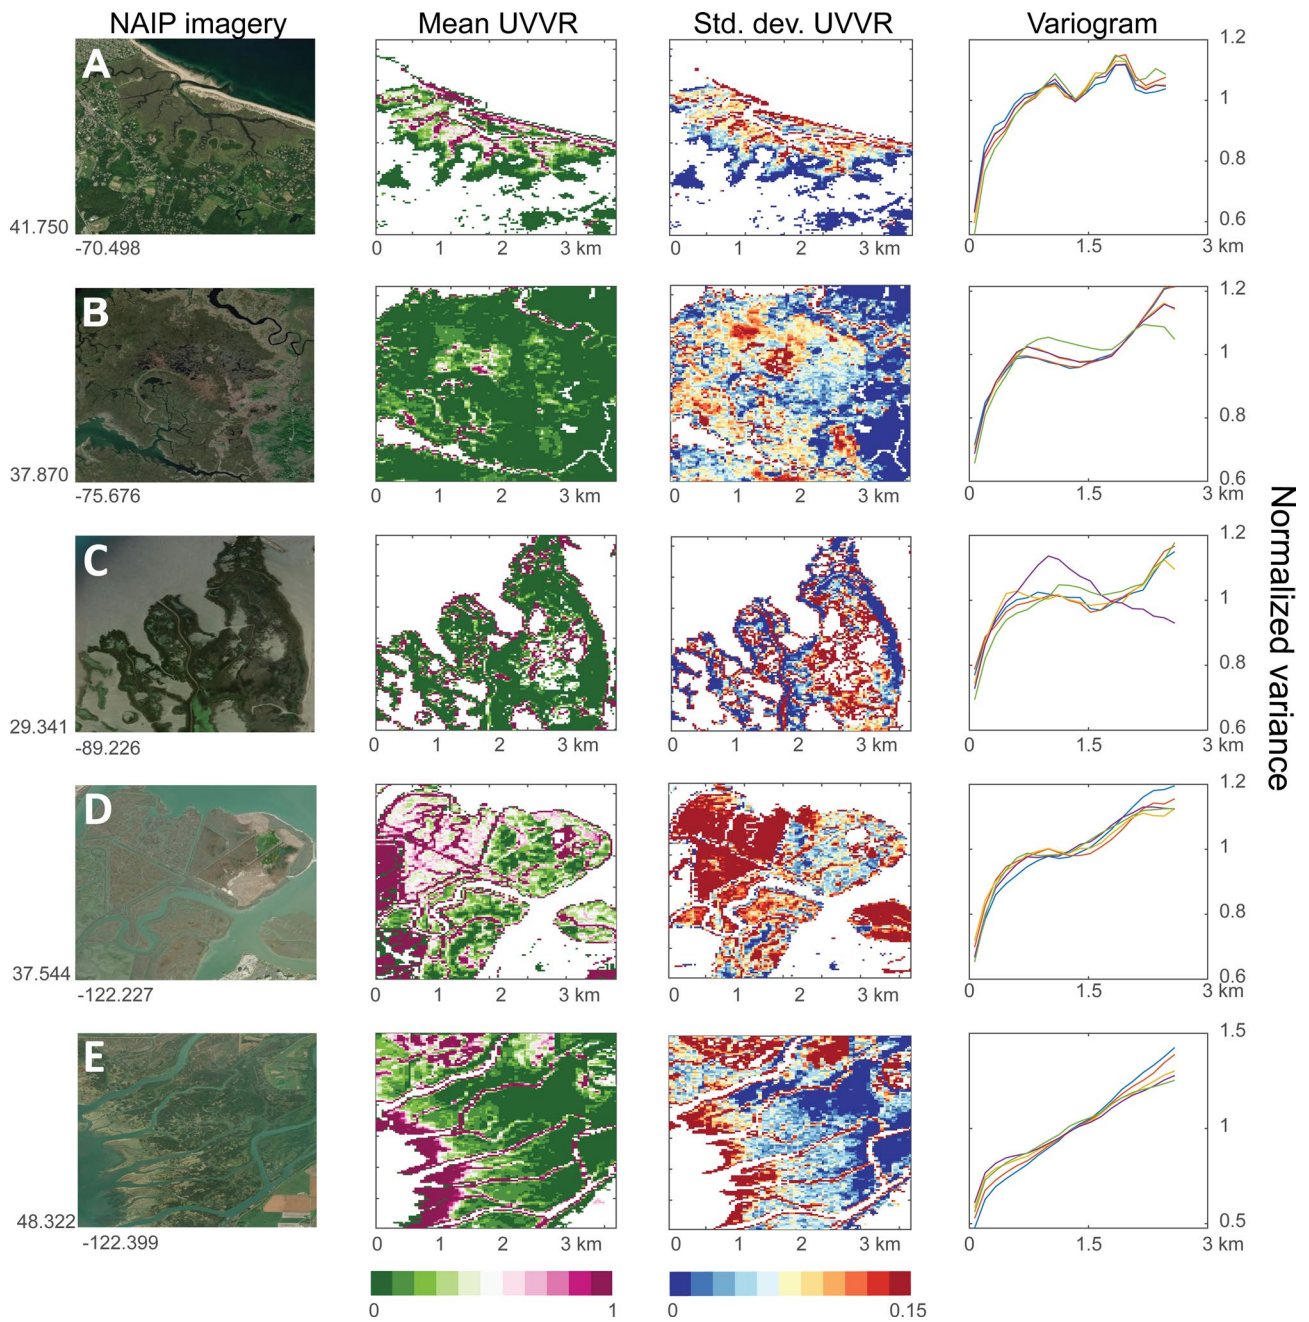 NAIP imagery Mean UVVR Std. dev. UVVR Variogram
A
41.750
-70.498
0 1 2 3 km
0 1 2 3 km
1.2
1
0.8
0.6
0 1.5 3 km
B
37.870
-75.676
0 1 2 3 km
0 1 2 3 km
1.2
1
0.8
0.6
0 1.5 3 km
C
29.341
-89.226
0 1 2 3 km
0 1 2 3 km
1.2
1
0.8
0.6
0 1.5 3 km
D
37.544
-122.227
0 1 2 3 km
0 1 2 3 km
1.2
1
0.8
0.6
0 1.5 3 km
E
48.322
-122.399
0 1 2 3 km
0 1 2 3 km
1.5
1
0.5
0 1.5 3 km
Normalized variance
0 1
0 0.15